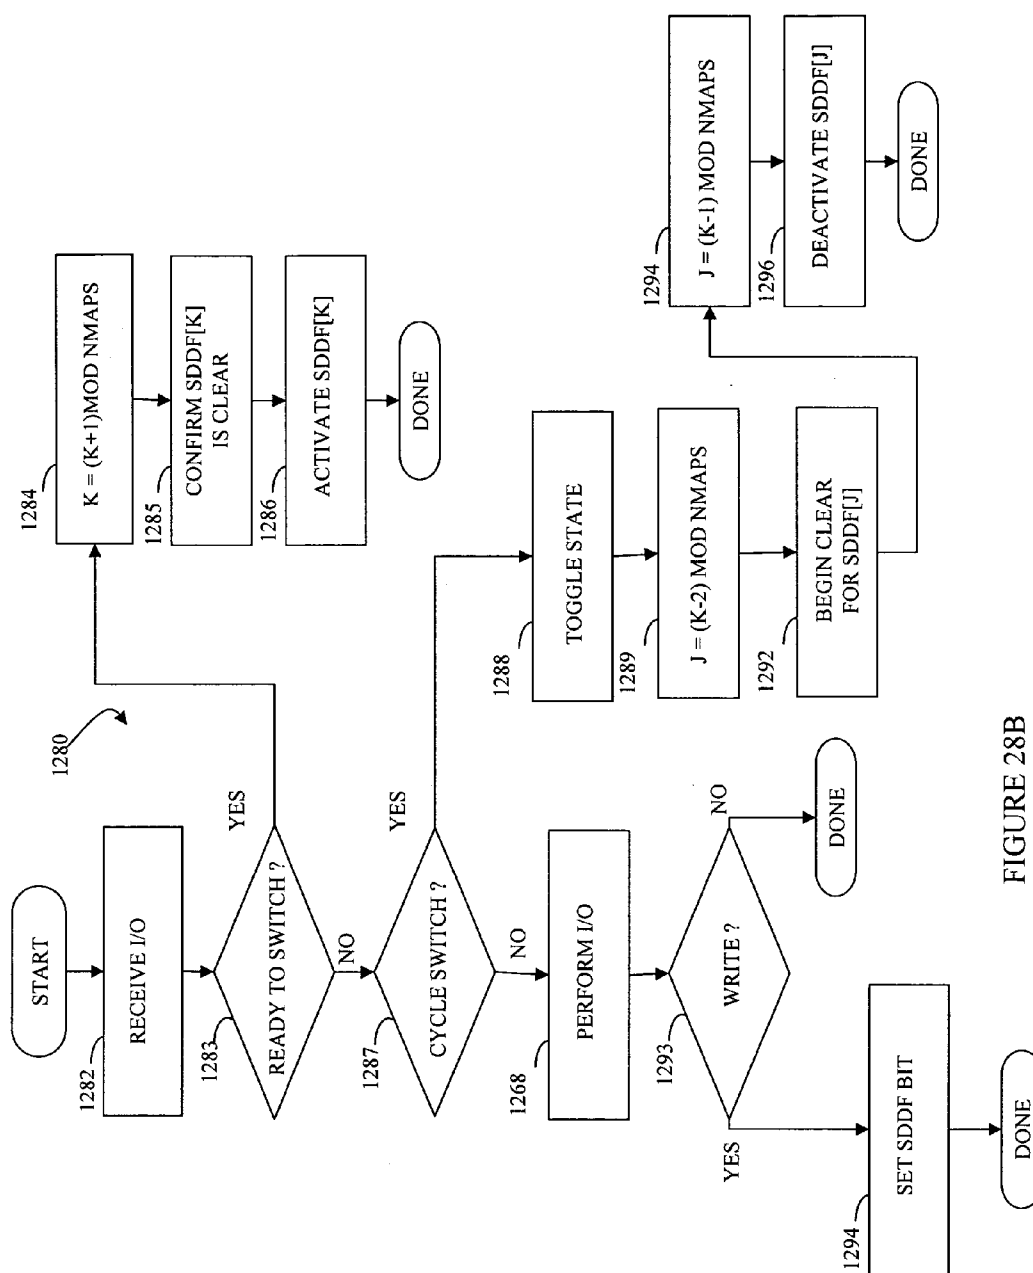 1280
START
1282
RECEIVE I/O
1283
READY TO SWITCH ?
YES
NO
1284
K = (K+1)MOD NMAPS
1285
CONFIRM SDDF[K]
IS CLEAR
1286
ACTIVATE SDDF[K]
DONE
1287
CYCLE SWITCH ?
YES
NO
1288
TOGGLE STATE
1289
J = (K-2) MOD NMAPS
1292
BEGIN CLEAR
FOR SDDF[J]
1294
J = (K-1) MOD NMAPS
1296
DEACTIVATE SDDF[J]
DONE
1268
PERFORM I/O
1293
WRITE ?
NO
DONE
YES
1294
SET SDDF BIT
DONE
FIGURE 28B